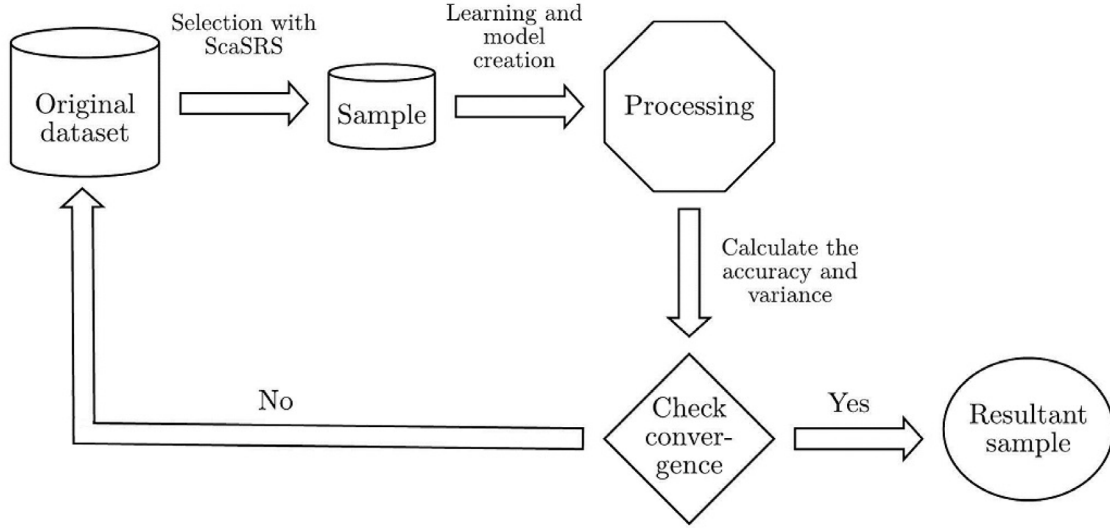 Selection with
ScaSRS
Learning and
model
creation
Original
dataset
Sample
Processing
Calculate the
accuracy and
variance
No
Check
conver-
gence
Yes
Resultant
sample